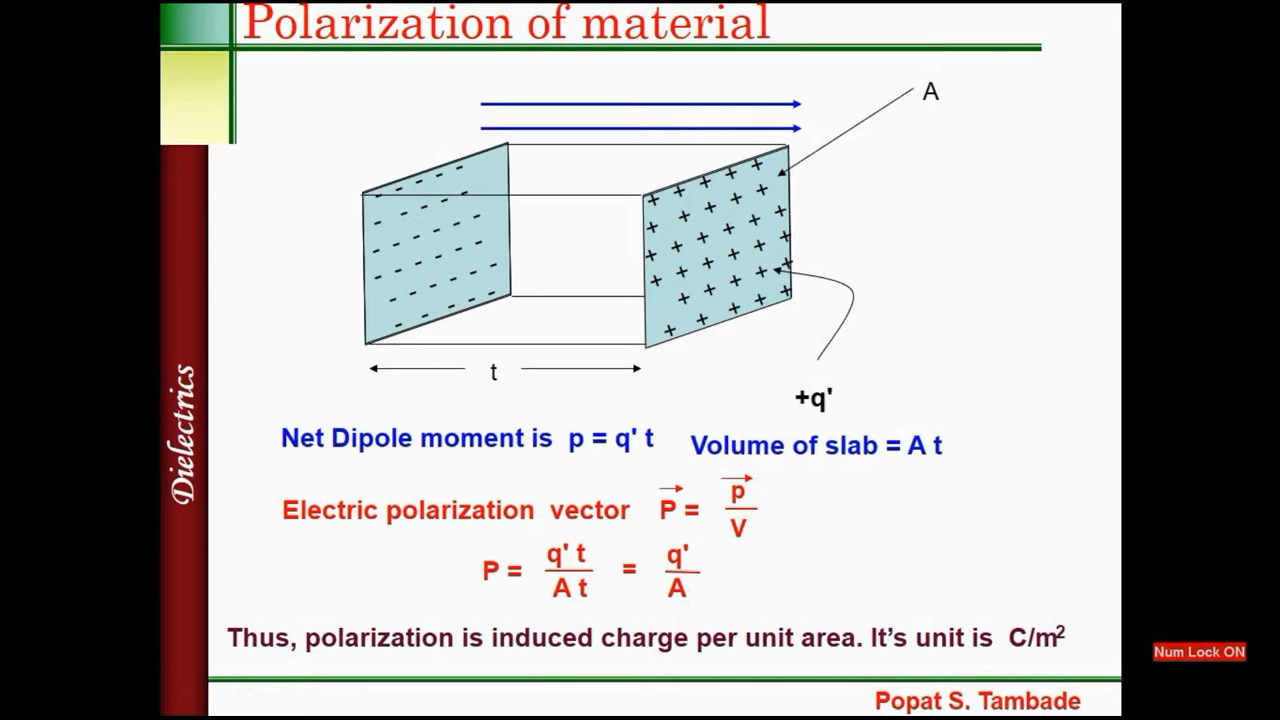 Polarization of material
A
t
+q'
Net Dipole moment is p = q' t
Volume of slab = A t
Electric polarization vector P = p / V
P = q' t / A t = q' / A
Thus, polarization is induced charge per unit area. It's unit is C/m²
Dielectrics
Num Lock ON
Popat S. Tambade